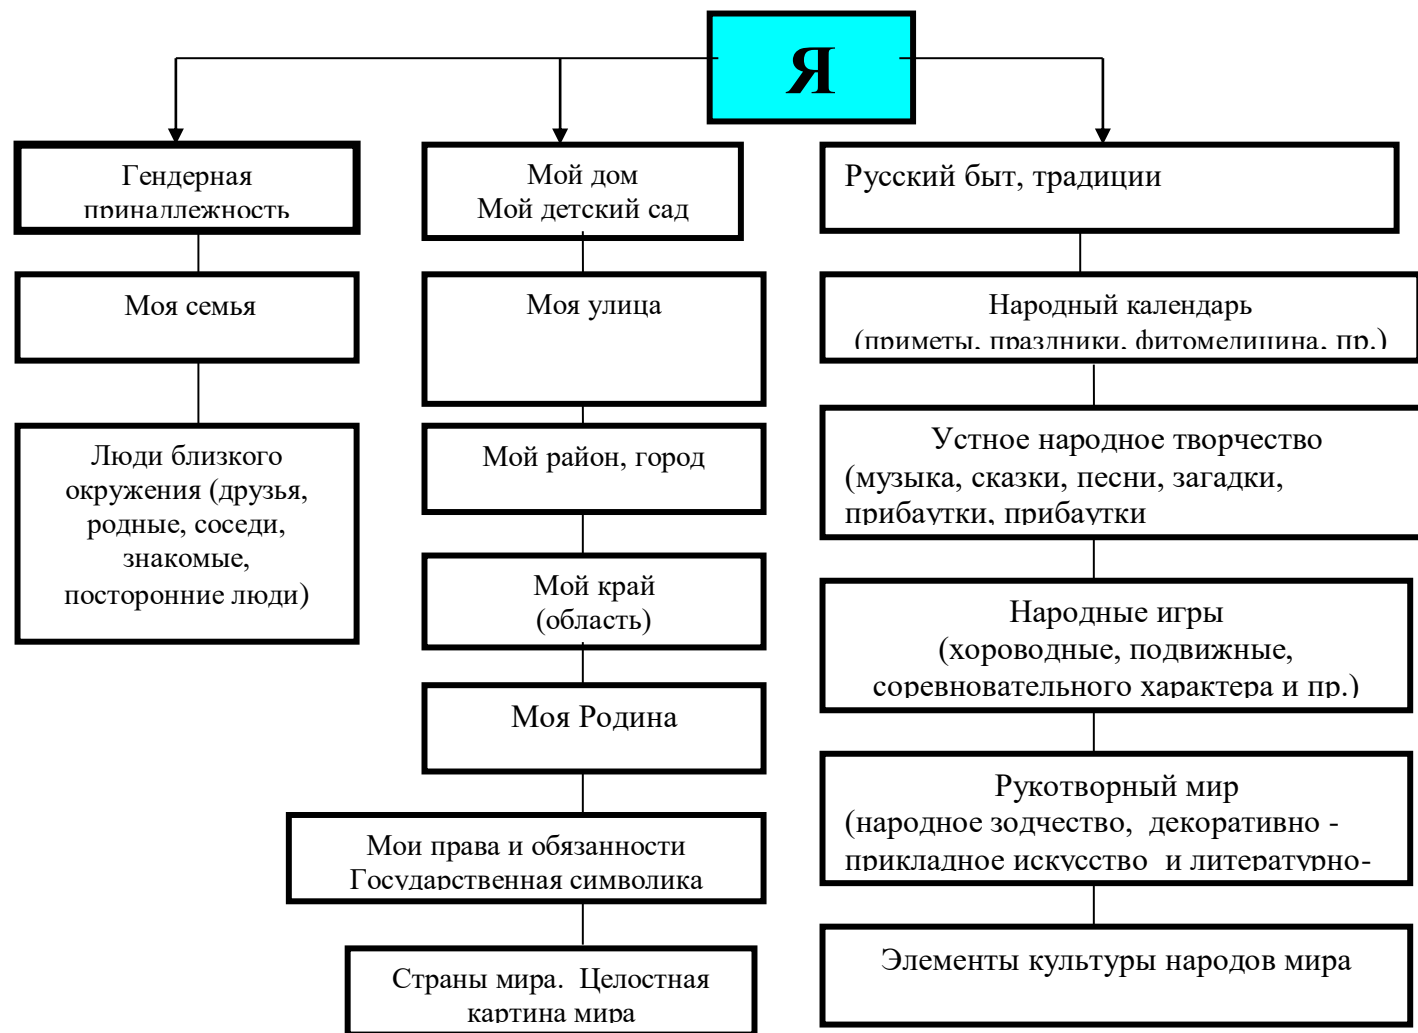 Я
Гендерная
принадлежность
Моя семья
Люди близкого
окружения (друзья,
родные, соседи,
знакомые,
посторонние люди)
Мой дом
Мой детский сад
Моя улица
Мой район, город
Мой край
(область)
Моя Родина
Мои права и обязанности
Государственная символика
Страны мира.  Целостная
картина мира
Русский быт, традиции
Народный календарь
(приметы, праздники, фитомедицина, пр.)
Устное народное творчество
(музыка, сказки, песни, загадки,
прибаутки, прибаутки
Народные игры
(хороводные, подвижные,
соревновательного характера и пр.)
Рукотворный мир
(народное зодчество,  декоративно -
прикладное искусство  и литературно-
Элементы культуры народов мира